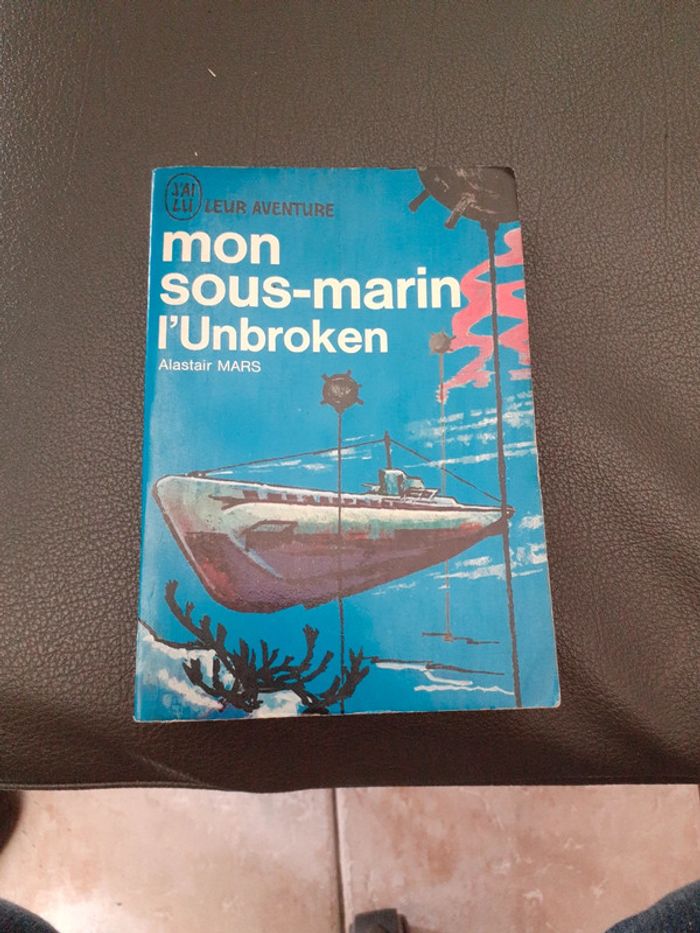 J'AI
LU
LEUR AVENTURE
mon
sous-marin
l'Unbroken
Alastair MARS